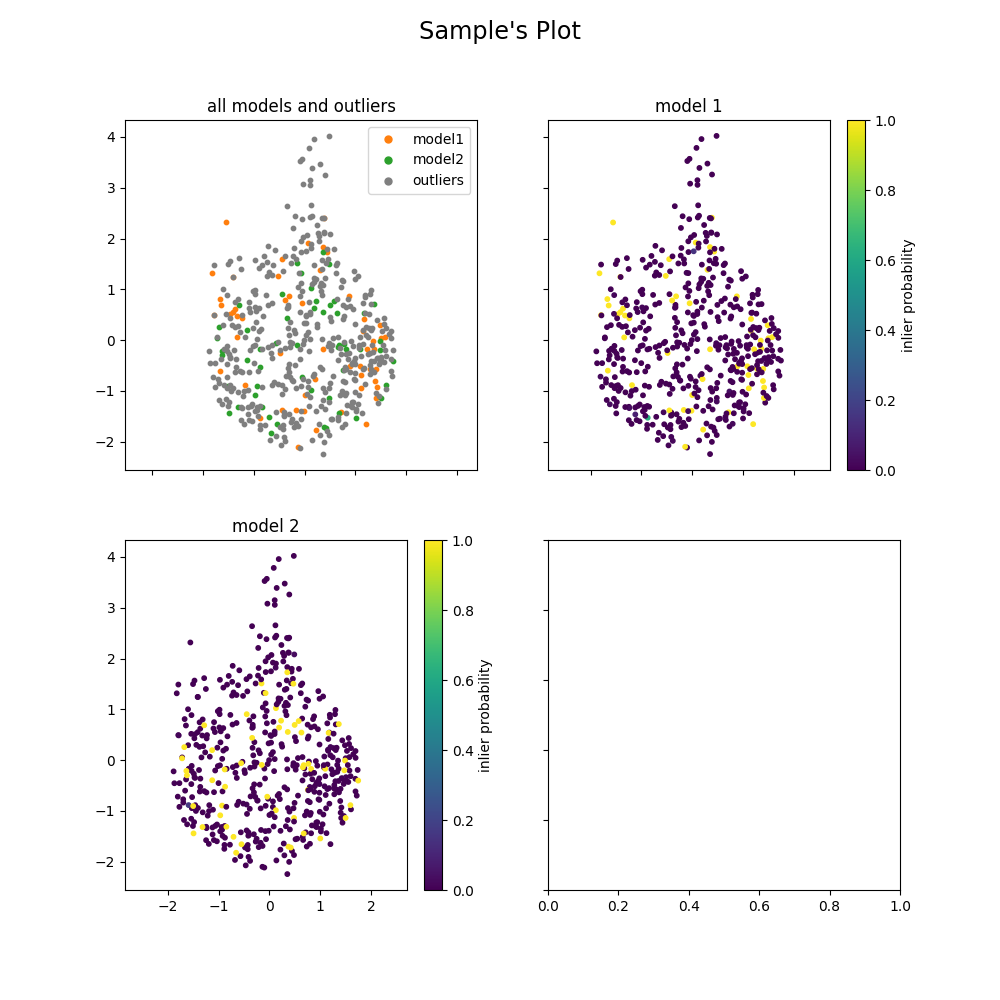 Sample's Plot
all models and outliers
model1
model2
outliers
4
3
2
1
0
−1
−2
model 1
1.0
0.8
0.6
0.4
0.2
0.0
inlier probability
model 2
4
3
2
1
0
−1
−2
−2 −1 0 1 2
1.0
0.8
0.6
0.4
0.2
0.0
inlier probability
0.0 0.2 0.4 0.6 0.8 1.0